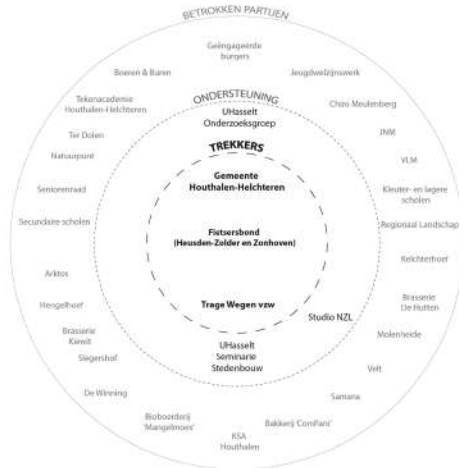 BETROKKEN PARTIJEN
Geëngageerde
burgers
Boeren & Buren
Jeugdwelzijnswerk
Tekenacademie
Houthalen-Helchteren
ONDERSTEUNING
UHasselt
Onderzoeksgroep
Chiro Meulenberg
Ter Dolen
JNM
TREKKERS
Natuurpunt
VLM
Gemeente
Houthalen-Helchteren
Seniorenraad
Kleuter- en lagere
scholen
Secundaire scholen
Regionaal Landschap
Fietsersbond
(Heusden-Zolder en Zonhoven)
Kelchterhoef
Arktos
Hengelhoef
Brasserie
De Hutten
Trage Wegen vzw
Studio NZL
Brasserie
Kiewit
Molenheide
Slegershof
UHasselt
Seminarie
Stedenbouw
Velt
De Winning
Samana
Bioboerderij
'Mangelmoes'
Bakkerij 'ComPani'
KSA
Houthalen